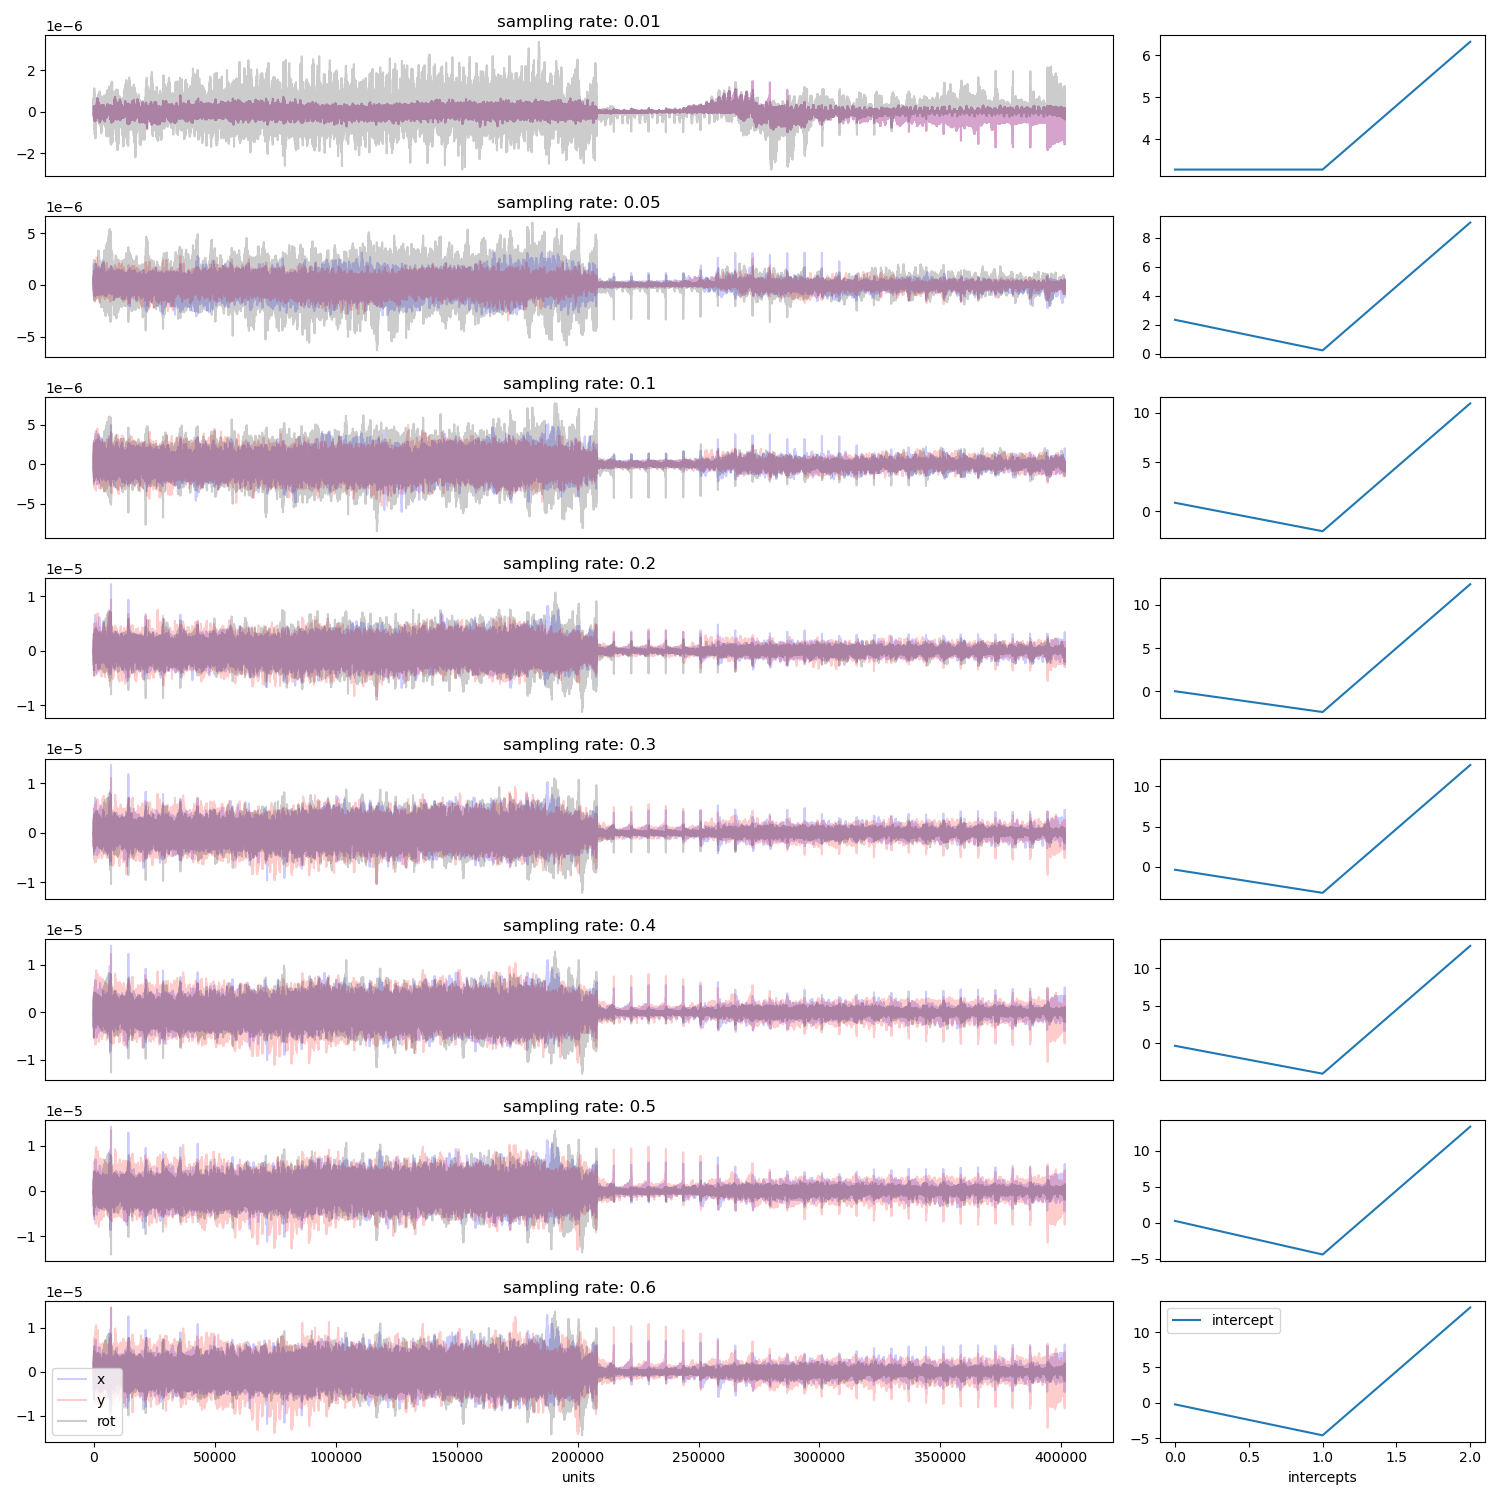 1e−6
sampling rate: 0.01
2
0
−2
6
5
4
1e−6
sampling rate: 0.05
5
0
−5
8
6
4
2
0
1e−6
sampling rate: 0.1
5
0
−5
10
5
0
1e−5
sampling rate: 0.2
1
0
−1
10
5
0
1e−5
sampling rate: 0.3
1
0
−1
10
5
0
1e−5
sampling rate: 0.4
1
0
−1
10
5
0
1e−5
sampling rate: 0.5
1
0
−1
10
5
0
−5
1e−5
sampling rate: 0.6
1
0
−1
x
y
rot
0 50000 100000 150000 200000 250000 300000 350000 400000
units
intercept
10
5
0
−5
0.0 0.5 1.0 1.5 2.0
intercepts